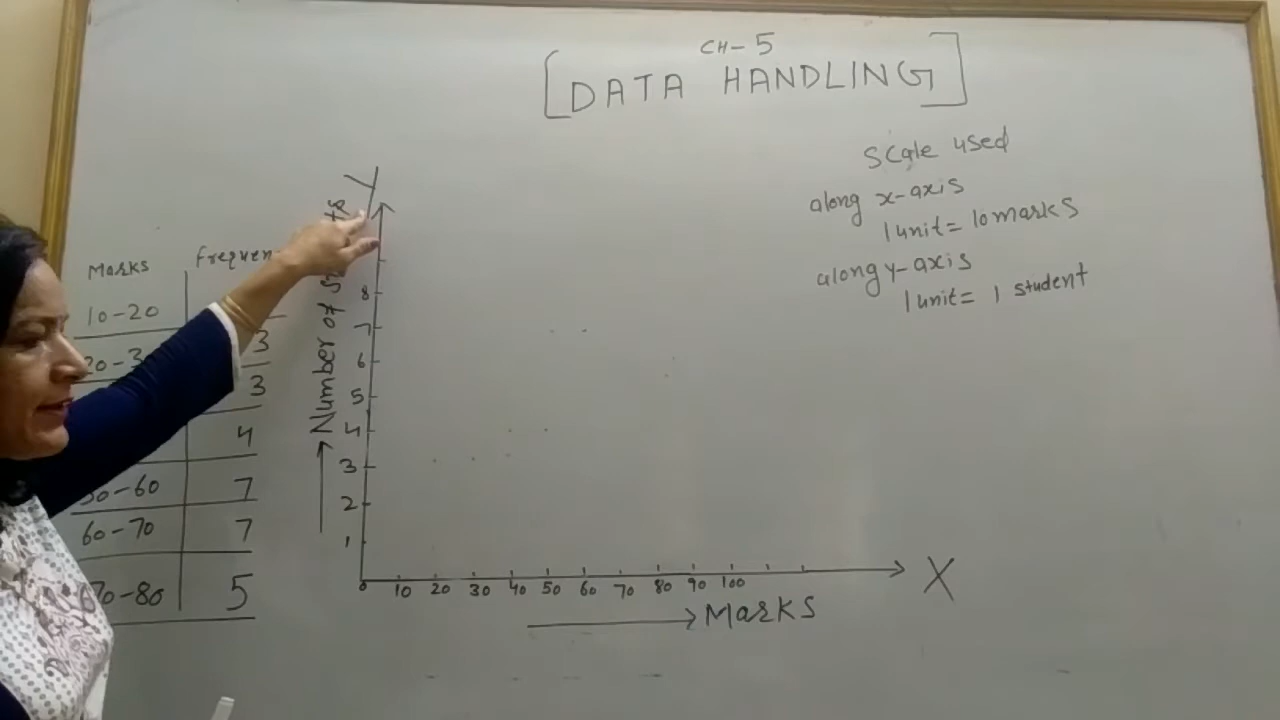 CH-5
[DATA HANDLING]
Scale used
along x-axis
1 unit= 10 marks
along y-axis
1 unit= 1 student
Marks
10-20
3
3
4
7
60-70 7
5
Y
Number of
8
7
6
5
4
3
2
1
0 10 20 30 40 50 60 70 80 90 100
X
Marks